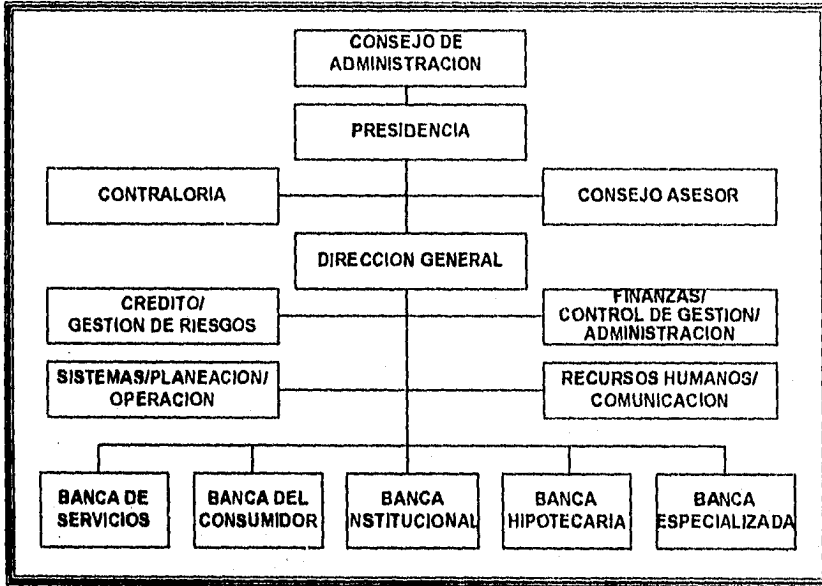 CONSEJO DE
ADMINISTRACION
PRESIDENCIA
CONTRALORIA
CONSEJO ASESOR
DIRECCION GENERAL
CREDITO/
GESTION DE RIESGOS
FINANZAS/
CONTROL DE GESTION/
ADMINISTRACION
SISTEMAS/PLANEACION/
OPERACION
RECURSOS HUMANOS/
COMUNICACION
BANCA DE
SERVICIOS
BANCA DEL
CONSUMIDOR
BANCA
NSTITUCIONAL
BANCA
HIPOTECARIA
BANCA
ESPECIALIZADA